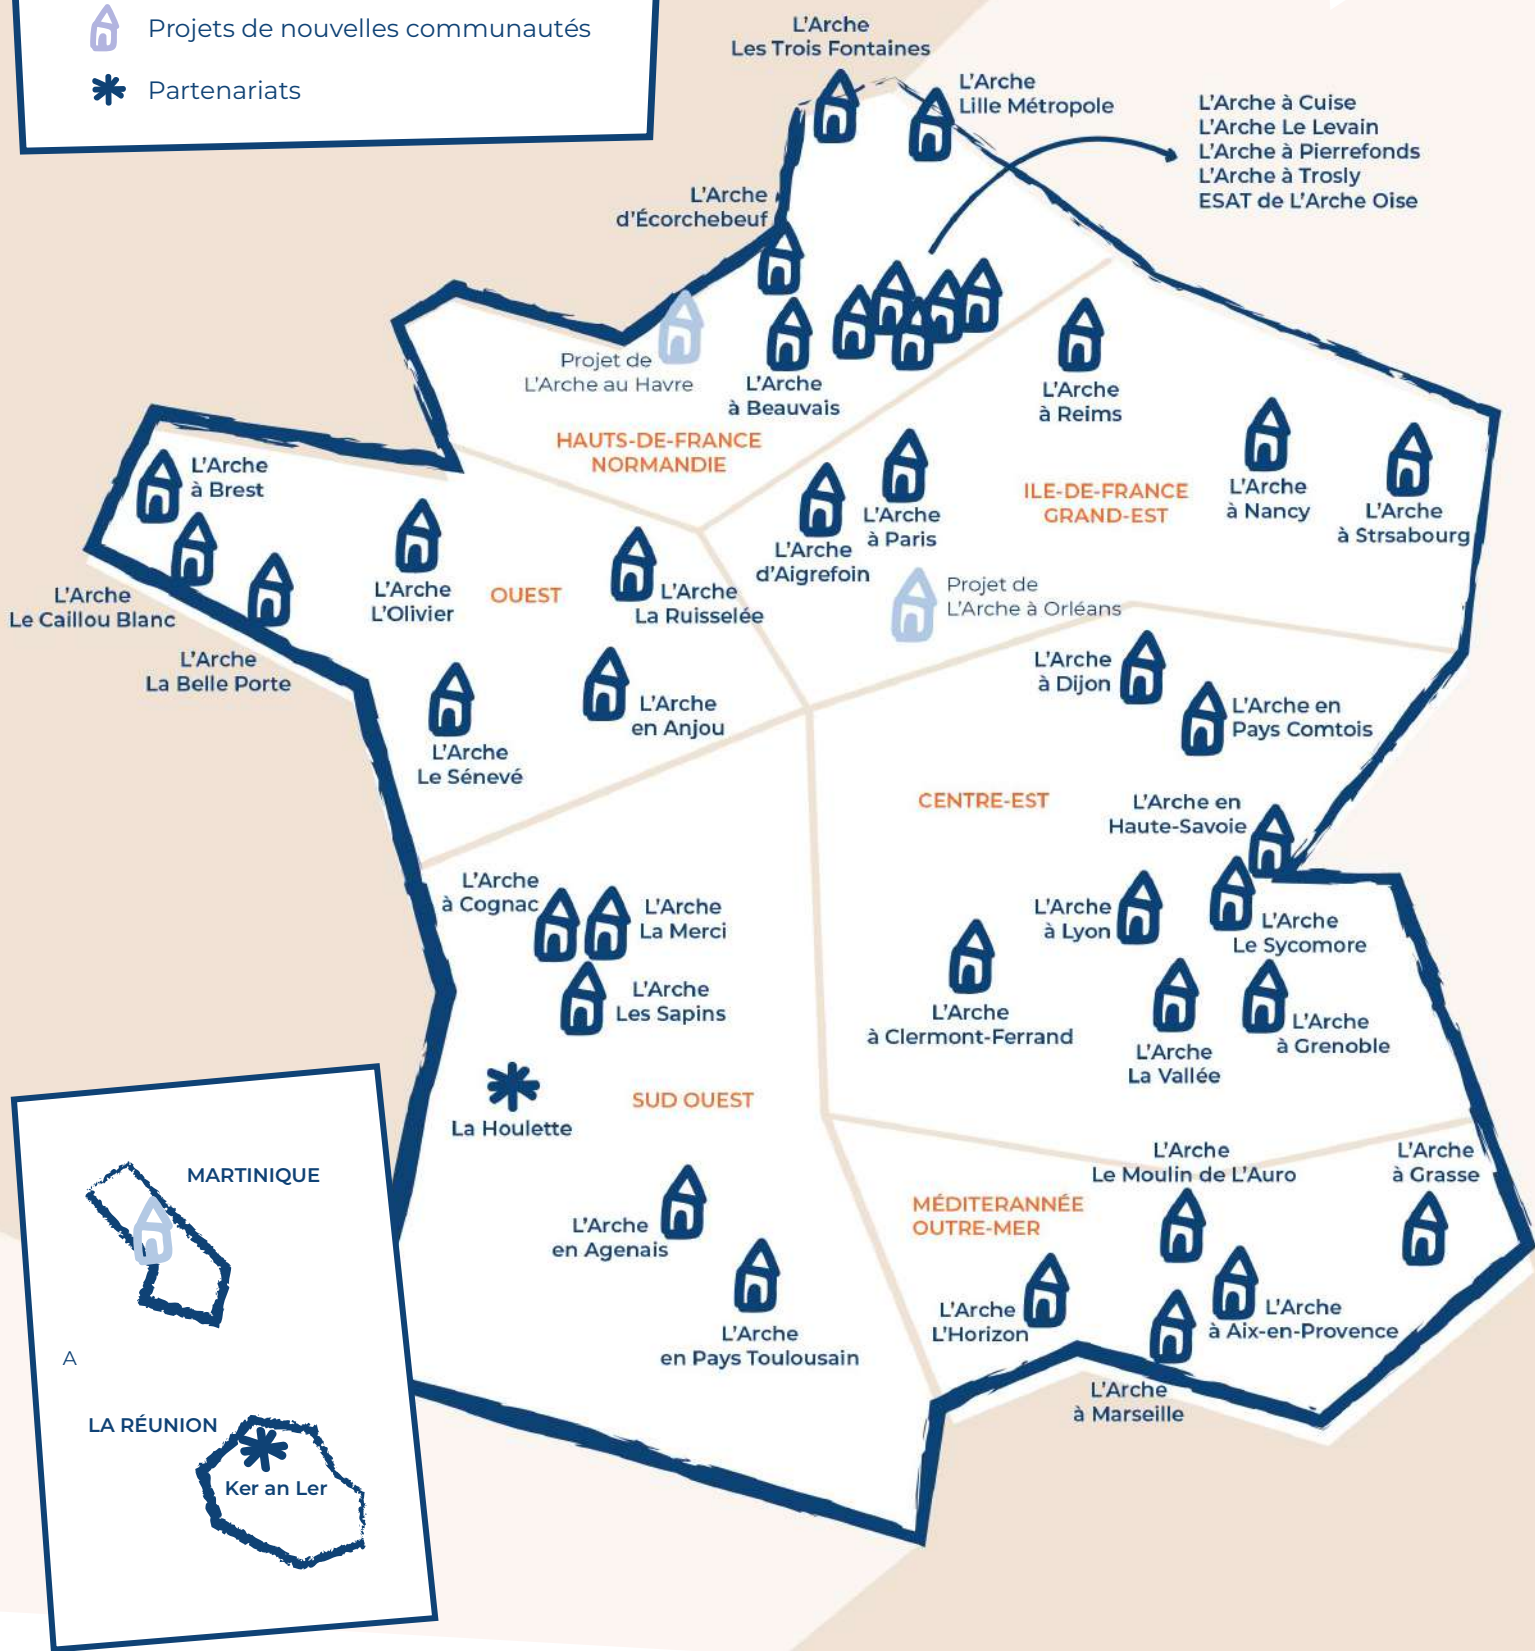 Projets de nouvelles communautés
Partenariats
L'Arche
Les Trois Fontaines
L'Arche
Lille Métropole
L'Arche à Cuise
L'Arche Le Levain
L'Arche à Pierrefonds
L'Arche à Trosly
ESAT de L'Arche Oise
L'Arche
d'Écorchebeuf
Projet de
L'Arche au Havre
L'Arche
à Beauvais
L'Arche
à Reims
HAUTS-DE-FRANCE
NORMANDIE
L'Arche
à Brest
L'Arche
à Paris
ILE-DE-FRANCE
GRAND-EST
L'Arche
à Nancy
L'Arche
à Strsabourg
L'Arche
d'Aigrefoin
L'Arche
Le Caillou Blanc
L'Arche
L'Olivier
OUEST
L'Arche
La Ruisselée
Projet de
L'Arche à Orléans
L'Arche
La Belle Porte
L'Arche
à Dijon
L'Arche
en Anjou
L'Arche en
Pays Comtois
L'Arche
Le Sénevé
CENTRE-EST
L'Arche en
Haute-Savoie
L'Arche
à Cognac
L'Arche
La Merci
L'Arche
à Lyon
L'Arche
Le Sycomore
L'Arche
Les Sapins
L'Arche
à Clermont-Ferrand
L'Arche
à Grenoble
L'Arche
La Vallée
SUD OUEST
La Houlette
L'Arche
Le Moulin de L'Auro
L'Arche
à Grasse
MARTINIQUE
MÉDITERANNÉE
OUTRE-MER
L'Arche
en Agenais
L'Arche
L'Horizon
L'Arche
à Aix-en-Provence
L'Arche
en Pays Toulousain
A
L'Arche
à Marseille
LA RÉUNION
Ker an Ler